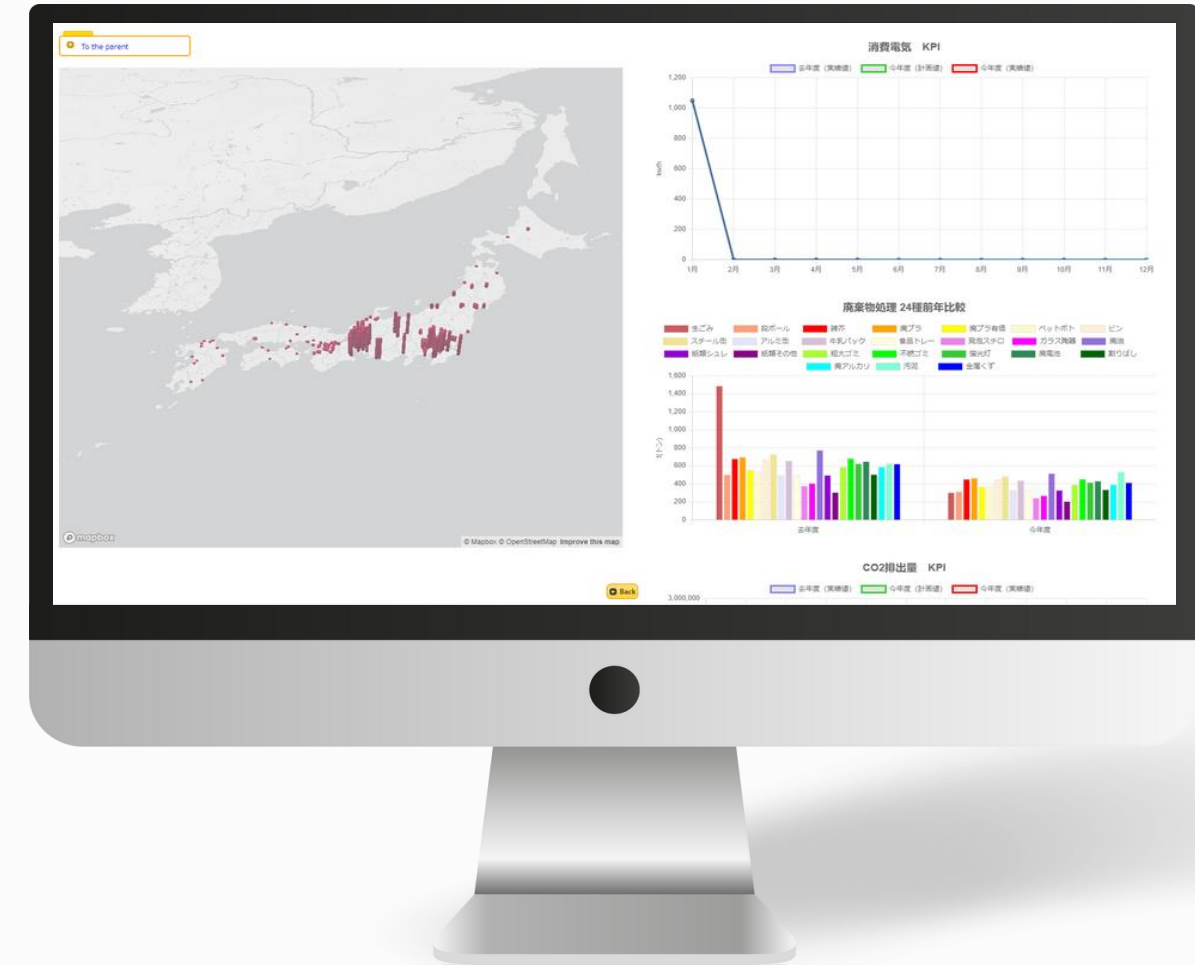 To the parent
mapbox
© Mapbox © OpenStreetMap Improve this map
Back
消費電気 KPI
去年度（実績値） 今年度（計画値） 今年度（実績値）
1,200
1,000
800
600
400
200
0
kwh
1月 2月 3月 4月 5月 6月 7月 8月 9月 10月 11月 12月
廃棄物処理 24種前年比較
生ごみ 段ボール 雑芥 廃プラ 廃プラ有価 ペットボト ビン
スチール缶 アルミ缶 牛乳パック 食品トレー 発泡スチロ ガラス陶器 廃油
紙類シュレ 紙類その他 粗大ゴミ 不燃ゴミ 蛍光灯 廃電池 割りばし
廃アルカリ 汚泥 金属くず
1,600
1,400
1,200
1,000
800
600
400
200
0
t(トン)
去年度 今年度
CO2排出量 KPI
去年度（実績値） 今年度（計画値） 今年度（実績値）
3,000,000